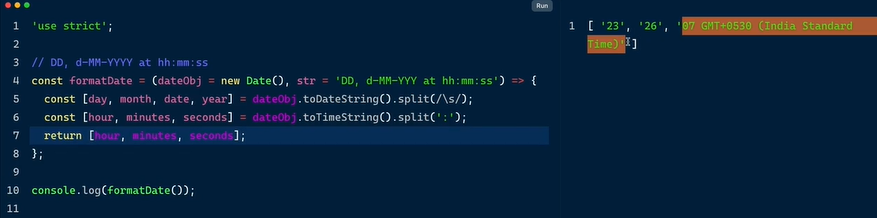 Run
1 'use strict';
2
3 // DD, d-MM-YYYY at hh:mm:ss
4 const formatDate = (dateObj = new Date(), str = 'DD, d-MM-YYY at hh:mm:ss') => {
5 const [day, month, date, year] = dateObj.toDateString().split(/\s/);
6 const [hour, minutes, seconds] = dateObj.toTimeString().split(':');
7 return [hour, minutes, seconds];
8 };
9
10 console.log(formatDate());
11
1 [ '23', '26', '07 GMT+0530 (India Standard
Time)' ]